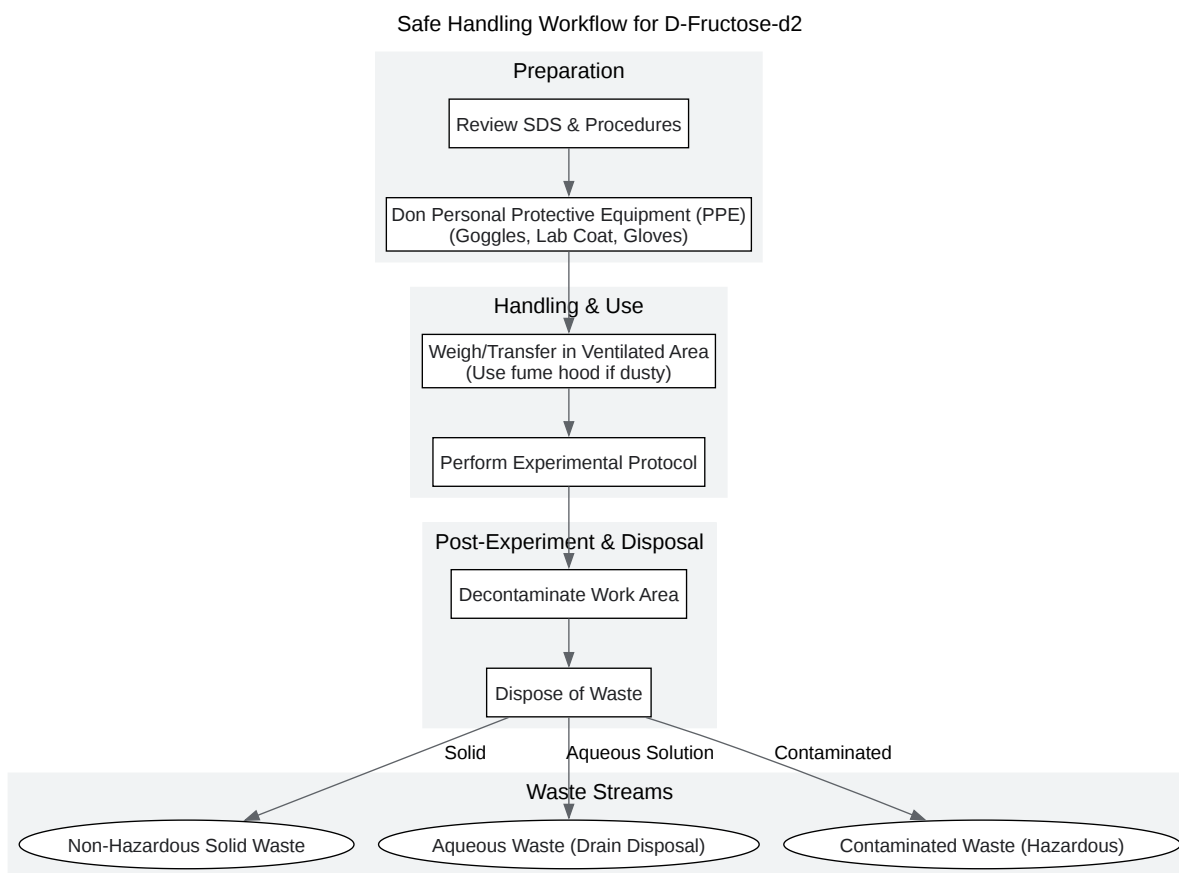 Safe Handling Workflow for D-Fructose-d2
Preparation
Review SDS & Procedures
Don Personal Protective Equipment (PPE)
(Goggles, Lab Coat, Gloves)
Handling & Use
Weigh/Transfer in Ventilated Area
(Use fume hood if dusty)
Perform Experimental Protocol
Post-Experiment & Disposal
Decontaminate Work Area
Dispose of Waste
Solid
Aqueous Solution
Contaminated
Waste Streams
Non-Hazardous Solid Waste
Aqueous Waste (Drain Disposal)
Contaminated Waste (Hazardous)